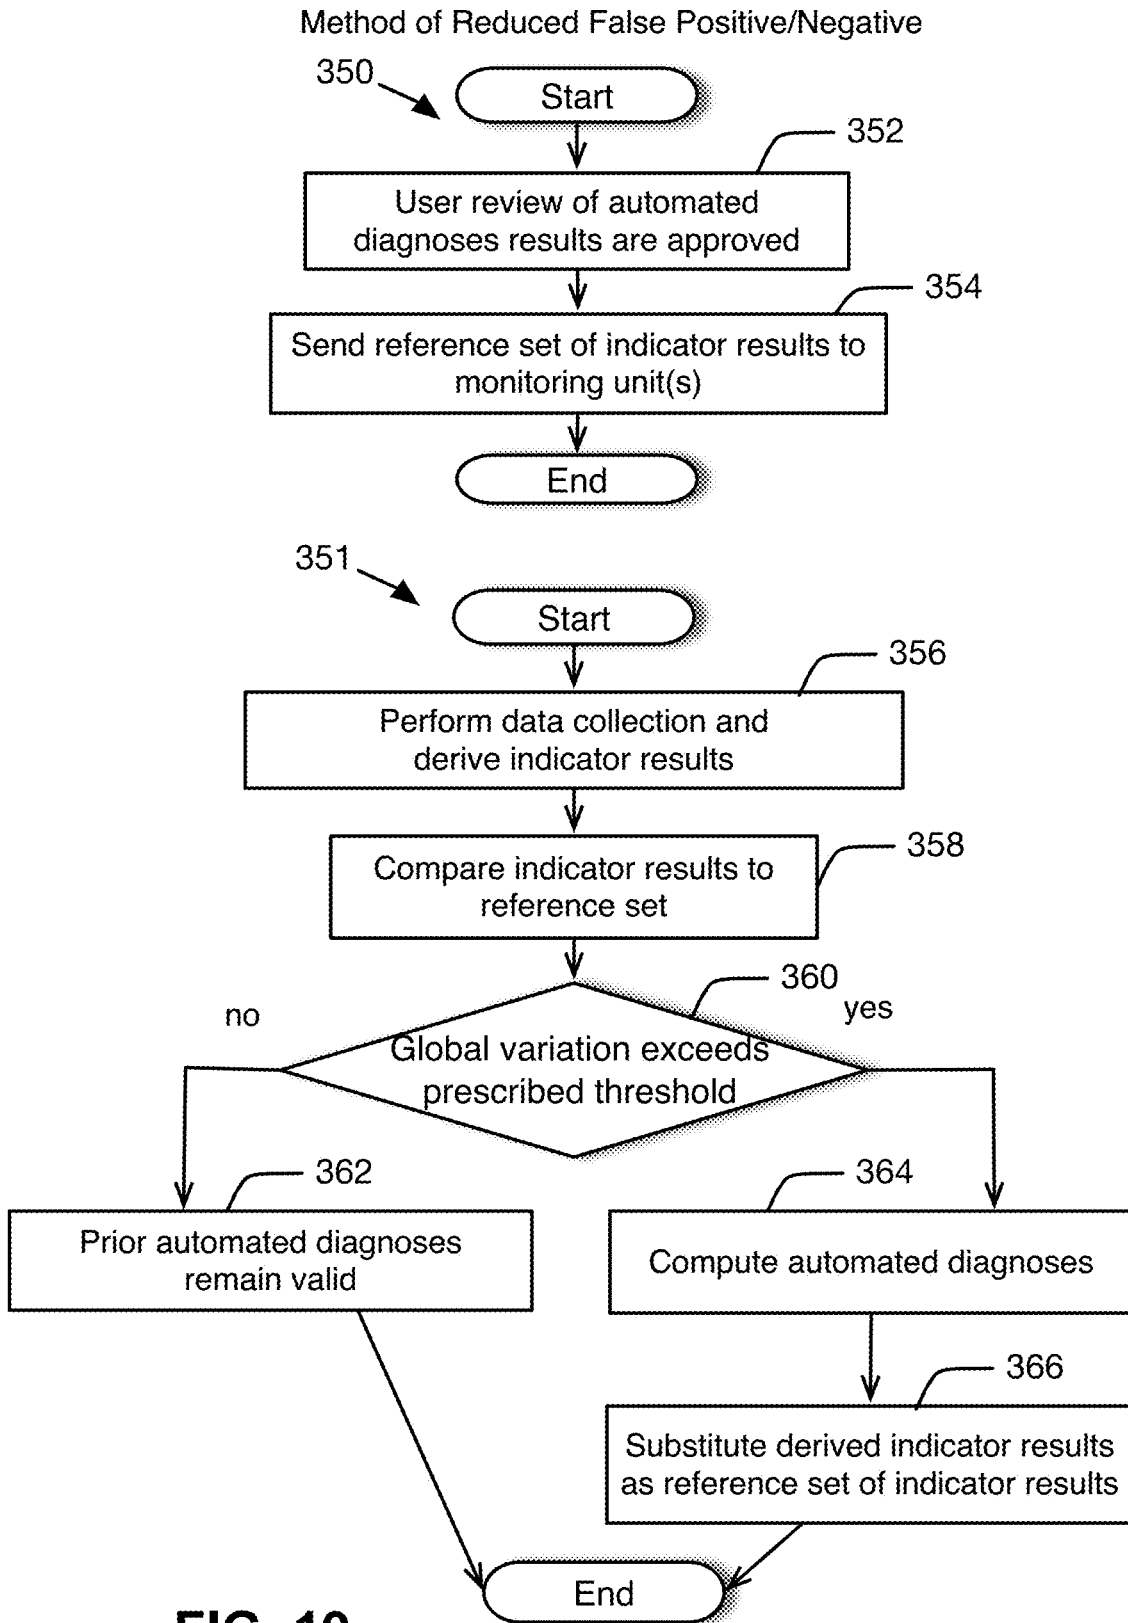 Method of Reduced False Positive/Negative
350
Start
352
User review of automated
diagnoses results are approved
354
Send reference set of indicator results to
monitoring unit(s)
End
351
Start
356
Perform data collection and
derive indicator results
358
Compare indicator results to
reference set
360
no
yes
Global variation exceeds
prescribed threshold
362
Prior automated diagnoses
remain valid
364
Compute automated diagnoses
366
Substitute derived indicator results
as reference set of indicator results
End